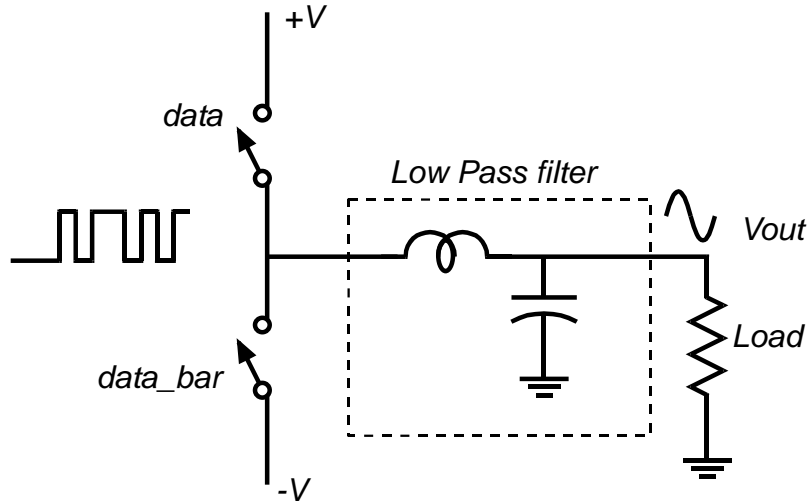 +V
data
Low Pass filter
Vout
Load
data_bar
-V